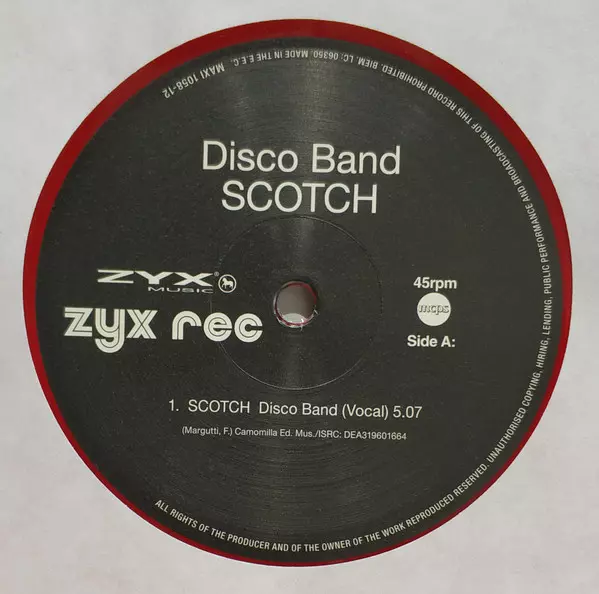 Disco Band
SCOTCH
ZYX®
MUSIC
zyx rec
45rpm
mcps
Side A:
1. SCOTCH Disco Band (Vocal) 5.07
(Margutti, F.) Camomilla Ed. Mus./ISRC: DEA319601664
ALL RIGHTS OF THE PRODUCER AND OF THE OWNER OF THE WORK REPRODUCED RESERVED. UNAUTHORISED COPYING, HIRING, LENDING, PUBLIC PERFORMANCE AND BROADCASTING OF THIS RECORD PROHIBITED. BIEM. LC: 06350. MADE IN THE E.E.C. MAXI 1058-12